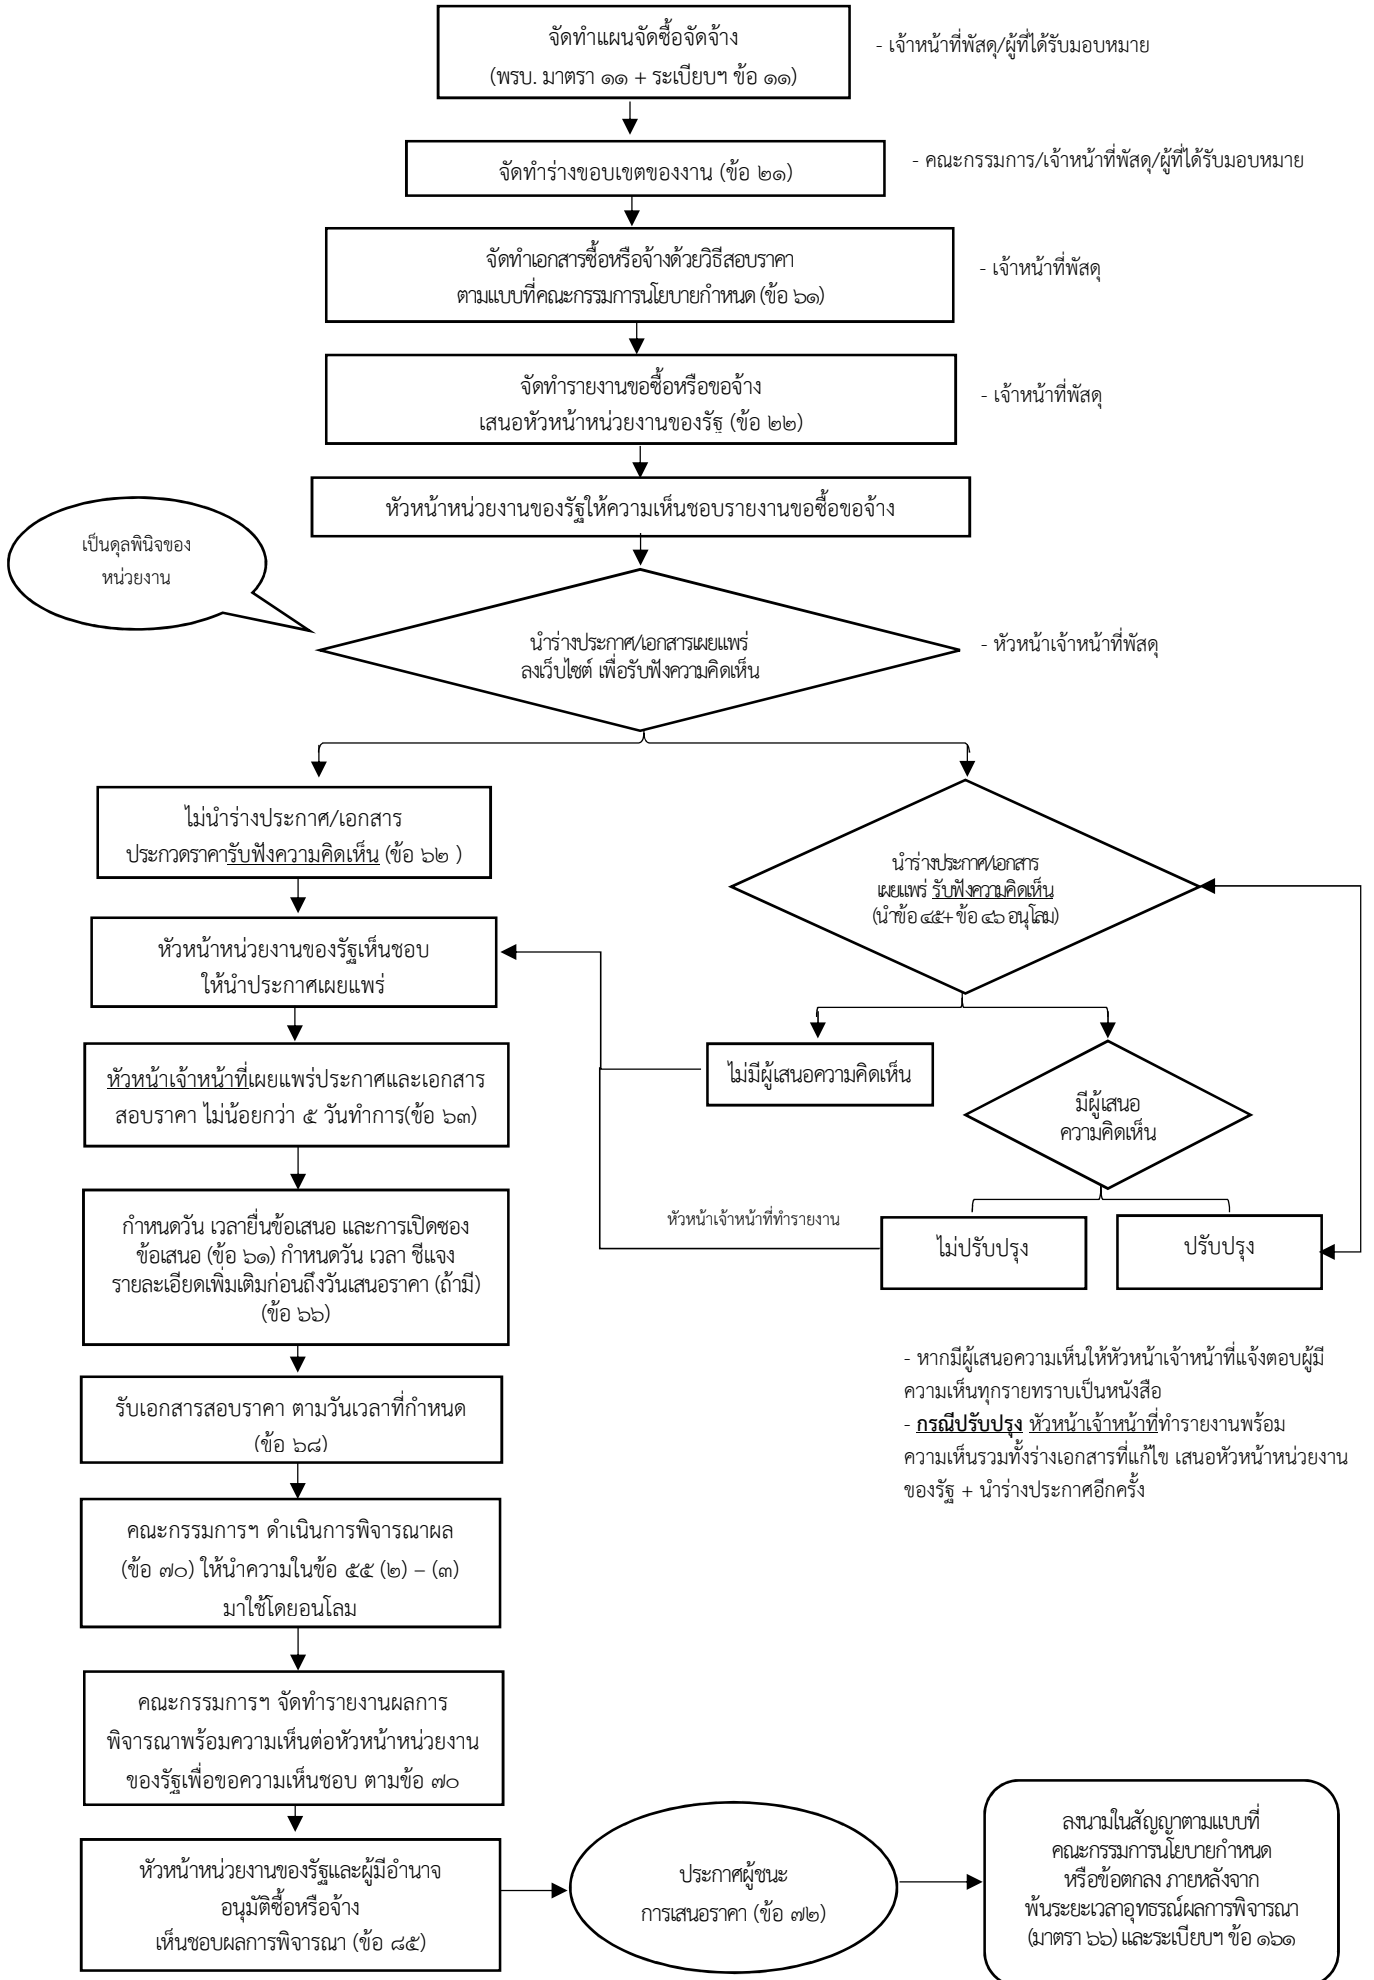 จัดทำแผนจัดซื้อจัดจ้าง
(พรบ. มาตรา ๑๑ + ระเบียบฯ ข้อ ๑๑)
- เจ้าหน้าที่พัสดุ/ผู้ที่ได้รับมอบหมาย
จัดทำร่างขอบเขตของงาน (ข้อ ๒๑)
- คณะกรรมการ/เจ้าหน้าที่พัสดุ/ผู้ที่ได้รับมอบหมาย
จัดทำเอกสารซื้อหรือจ้างด้วยวิธีสอบราคา
ตามแบบที่คณะกรรมการนโยบายกำหนด (ข้อ ๖๑)
- เจ้าหน้าที่พัสดุ
จัดทำรายงานขอซื้อหรือขอจ้าง
เสนอหัวหน้าหน่วยงานของรัฐ (ข้อ ๒๒)
- เจ้าหน้าที่พัสดุ
หัวหน้าหน่วยงานของรัฐให้ความเห็นชอบรายงานขอซื้อขอจ้าง
เป็นดุลพินิจของ
หน่วยงาน
นำร่างประกาศ/เอกสารเผยแพร่
ลงเว็บไซต์ เพื่อรับฟังความคิดเห็น
- หัวหน้าเจ้าหน้าที่พัสดุ
ไม่นำร่างประกาศ/เอกสาร
ประกวดราคารับฟังความคิดเห็น (ข้อ ๖๒ )
นำร่างประกาศ/เอกสาร
เผยแพร่ รับฟังความคิดเห็น
(นำข้อ ๔๕+ ข้อ ๔๖ อนุโลม)
หัวหน้าหน่วยงานของรัฐเห็นชอบ
ให้นำประกาศเผยแพร่
หัวหน้าเจ้าหน้าที่เผยแพร่ประกาศและเอกสาร
สอบราคา ไม่น้อยกว่า ๕ วันทำการ(ข้อ ๖๓)
ไม่มีผู้เสนอความคิดเห็น
มีผู้เสนอ
ความคิดเห็น
กำหนดวัน เวลายื่นข้อเสนอ และการเปิดซอง
ข้อเสนอ (ข้อ ๖๑) กำหนดวัน เวลา ชี้แจง
รายละเอียดเพิ่มเติมก่อนถึงวันเสนอราคา (ถ้ามี)
(ข้อ ๖๖)
หัวหน้าเจ้าหน้าที่ทำรายงาน
ไม่ปรับปรุง
ปรับปรุง
- หากมีผู้เสนอความเห็นให้หัวหน้าเจ้าหน้าที่แจ้งตอบผู้มี
ความเห็นทุกรายทราบเป็นหนังสือ
- กรณีปรับปรุง หัวหน้าเจ้าหน้าที่ทำรายงานพร้อม
ความเห็นรวมทั้งร่างเอกสารที่แก้ไข เสนอหัวหน้าหน่วยงาน
ของรัฐ + นำร่างประกาศอีกครั้ง
รับเอกสารสอบราคา ตามวันเวลาที่กำหนด
(ข้อ ๖๘)
คณะกรรมการฯ ดำเนินการพิจารณาผล
(ข้อ ๗๐) ให้นำความในข้อ ๕๕ (๒) – (๓)
มาใช้โดยอนุโลม
คณะกรรมการฯ จัดทำรายงานผลการ
พิจารณาพร้อมความเห็นต่อหัวหน้าหน่วยงาน
ของรัฐเพื่อขอความเห็นชอบ ตามข้อ ๗๐
หัวหน้าหน่วยงานของรัฐและผู้มีอำนาจ
อนุมัติซื้อหรือจ้าง
เห็นชอบผลการพิจารณา (ข้อ ๘๕)
ประกาศผู้ชนะ
การเสนอราคา (ข้อ ๗๒)
ลงนามในสัญญาตามแบบที่
คณะกรรมการนโยบายกำหนด
หรือข้อตกลง ภายหลังจาก
พ้นระยะเวลาอุทธรณ์ผลการพิจารณา
(มาตรา ๖๖) และระเบียบฯ ข้อ ๑๖๑